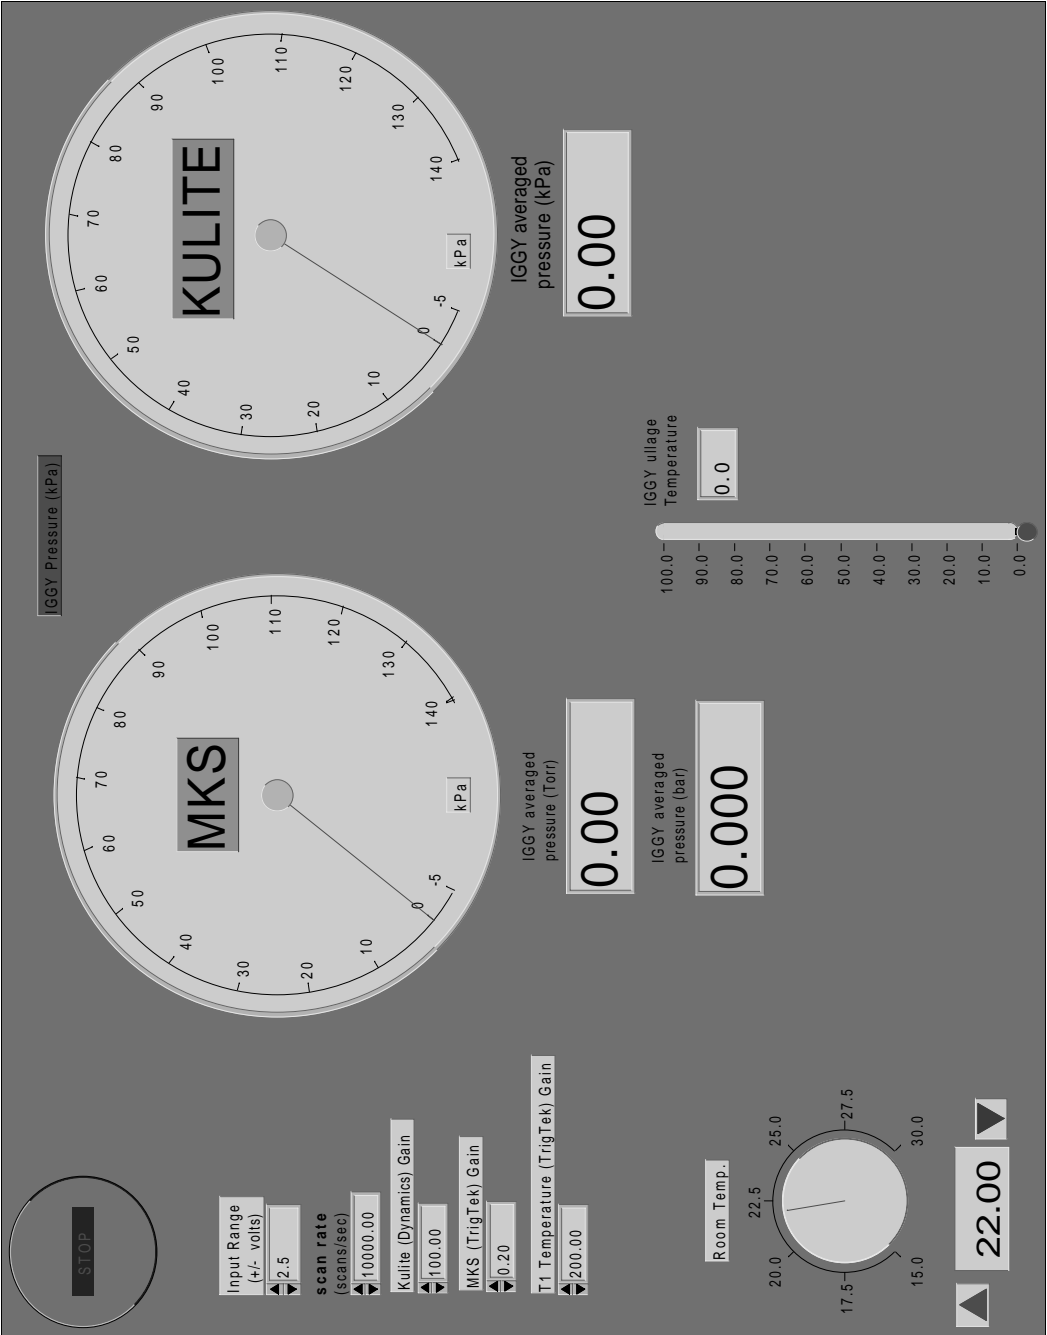 STOP
IGGY Pressure (kPa)
Input Range
(+/- volts)
2.5
scan rate
(scans/sec)
10000.00
Kulite (Dynamics) Gain
100.00
MKS (TrigTek) Gain
0.20
T1 Temperature (TrigTek) Gain
200.00
MKS
-5
0
10
20
30
40
50
60
70
80
90
100
110
120
130
140
kPa
IGGY averaged
pressure (Torr)
0.00
IGGY averaged
pressure (bar)
0.000
KULITE
-5
0
10
20
30
40
50
60
70
80
90
100
110
120
130
140
kPa
IGGY averaged
pressure (kPa)
0.00
Room Temp.
15.0
17.5
20.0
22.5
25.0
27.5
30.0
22.00
IGGY ullage
Temperature
0.0
100.0
90.0
80.0
70.0
60.0
50.0
40.0
30.0
20.0
10.0
0.0